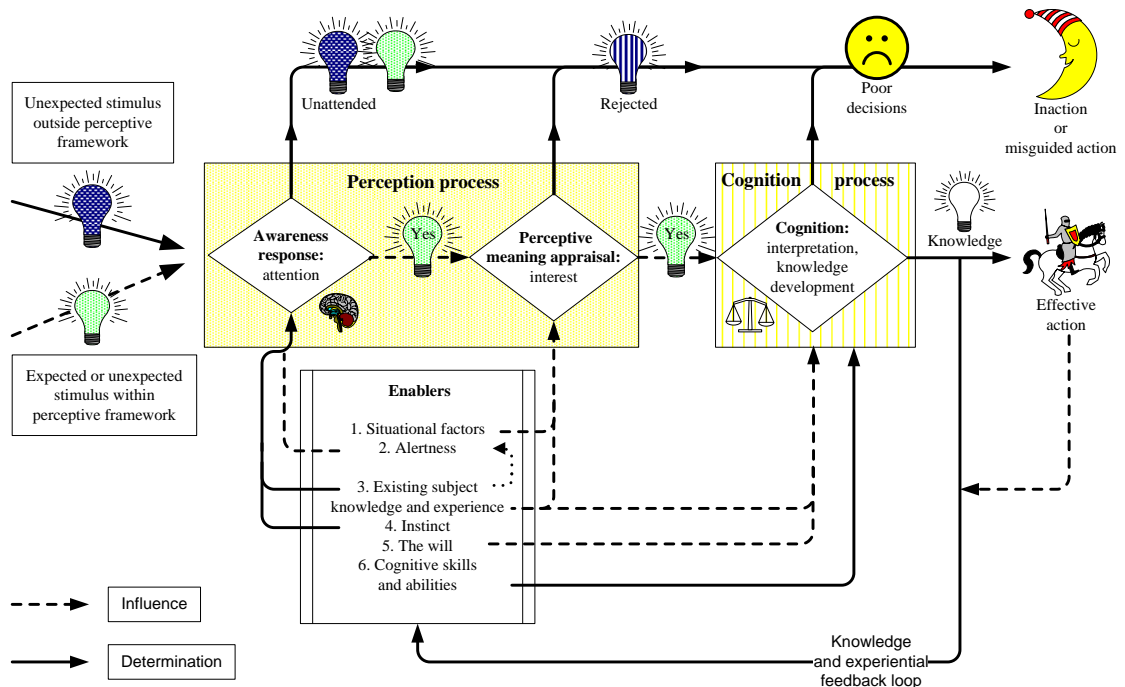 Unattended
Rejected
Poor
decisions
Inaction
or
misguided action
Unexpected stimulus
outside perceptive
framework
Perception process
Cognition process
Awareness
response:
attention
Yes
Perceptive
meaning appraisal:
interest
Yes
Cognition:
interpretation,
knowledge
development
Knowledge
Effective
action
Expected or unexpected
stimulus within
perceptive framework
Enablers
1. Situational factors
2. Alertness
3. Existing subject
knowledge and experience
4. Instinct
5. The will
6. Cognitive skills
and abilities
Influence
Determination
Knowledge
and experiential
feedback loop